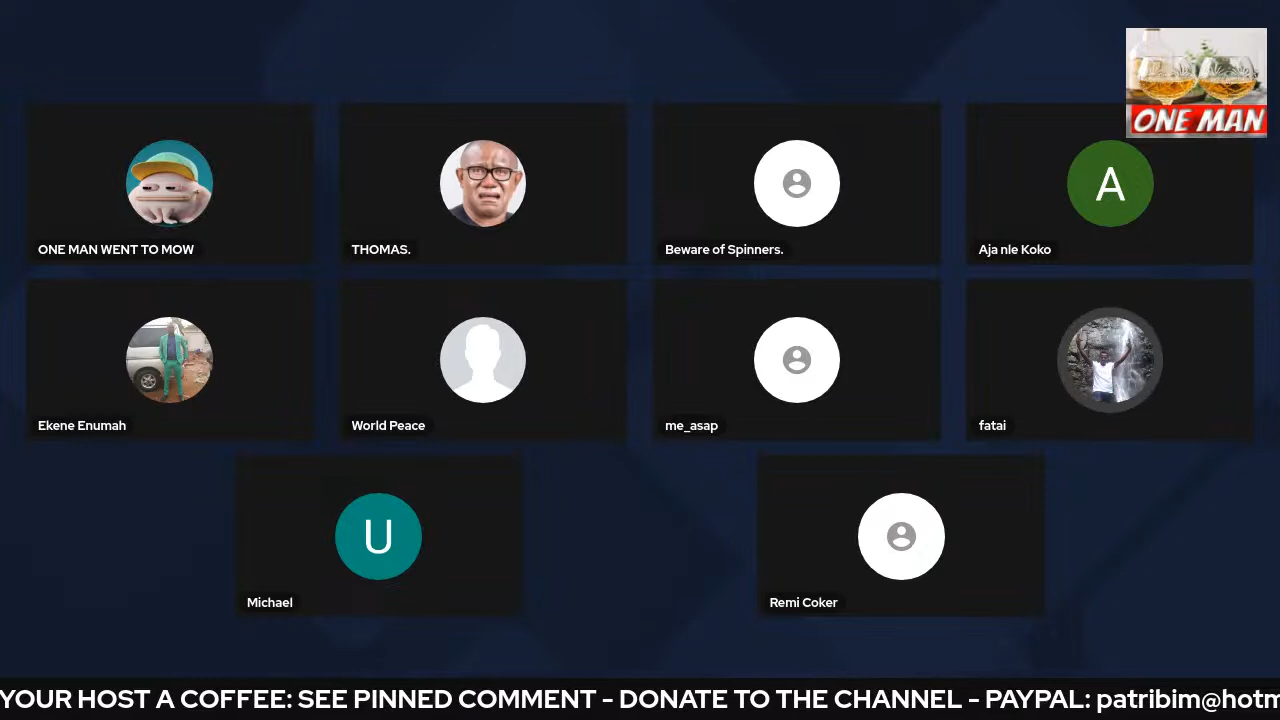 ONE MAN
ONE MAN WENT TO MOW
THOMAS.
Beware of Spinners.
A
Aja nle Koko
Ekene Enumah
World Peace
me_asap
fatai
U
Michael
Remi Coker
YOUR HOST A COFFEE: SEE PINNED COMMENT - DONATE TO THE CHANNEL - PAYPAL: patribim@hotm